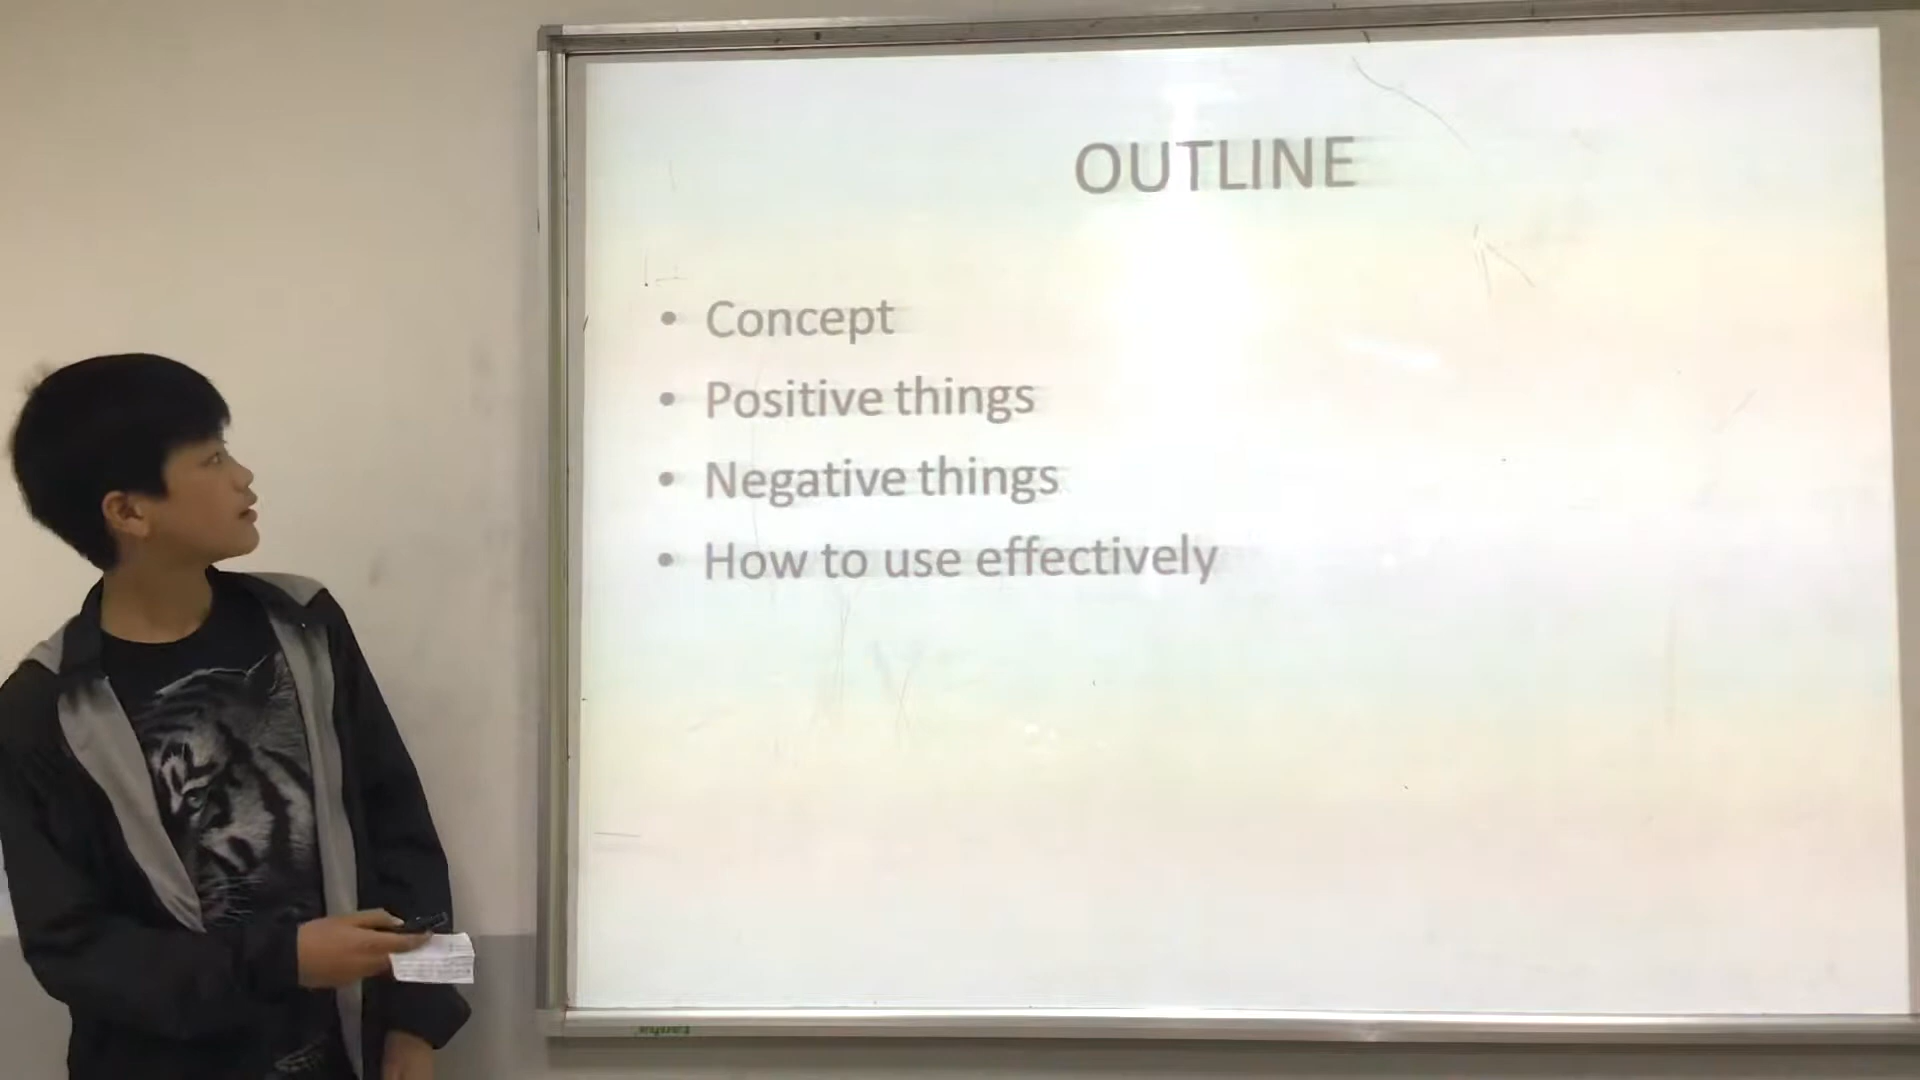 OUTLINE
• Concept
• Positive things
• Negative things
• How to use effectively